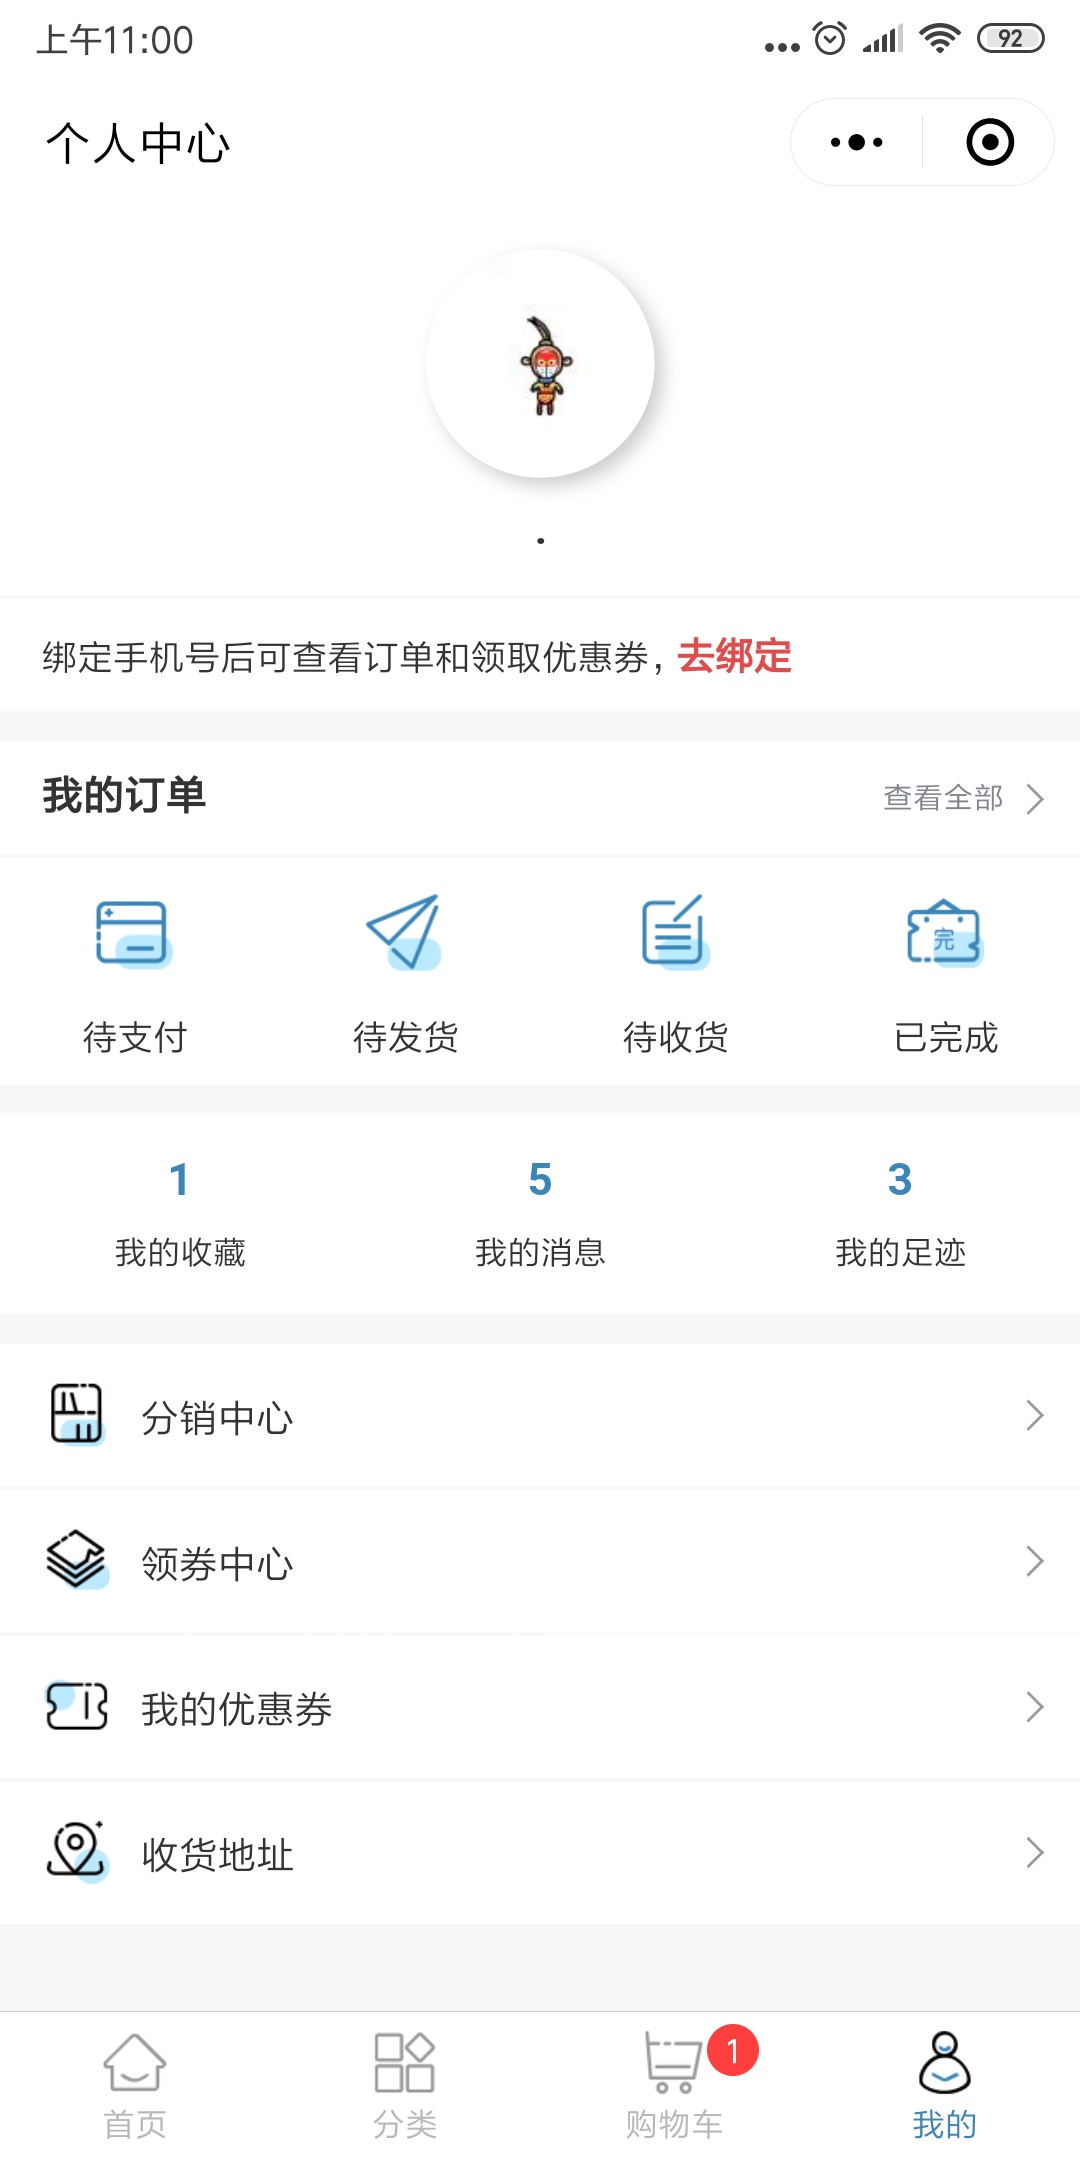 上午11:00
92
个人中心
.
绑定手机号后可查看订单和领取优惠券，去绑定
我的订单
查看全部
完
待支付
待发货
待收货
已完成
1
5
3
我的收藏
我的消息
我的足迹
分销中心
领券中心
我的优惠券
收货地址
1
首页
分类
购物车
我的